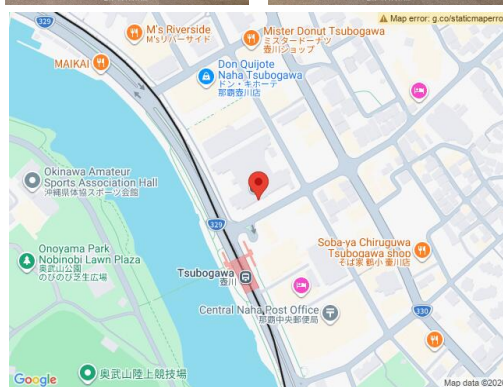 Map error: g.co/staticmaperro
329
M's Riverside
M'sリバーサイド
Mister Donut Tsubogawa
ミスタードーナツ
壺川ショップ
MAIKAI
Don Quijote
Naha Tsubogawa
ドン・キホーテ
那覇壺川店
Okinawa Amateur
Sports Association Hall
沖縄県体協スポーツ会館
329
Onoyama Park
Nobinobi Lawn Plaza
奥武山公園
のびのび芝生広場
Soba-ya Chiruguwa
Tsubogawa shop
そば家 鶴小 壷川店
Tsubogawa
壺川
Central Naha Post Office
那覇中央郵便局
330
奥武山陸上競技場
Google
Map data ©202